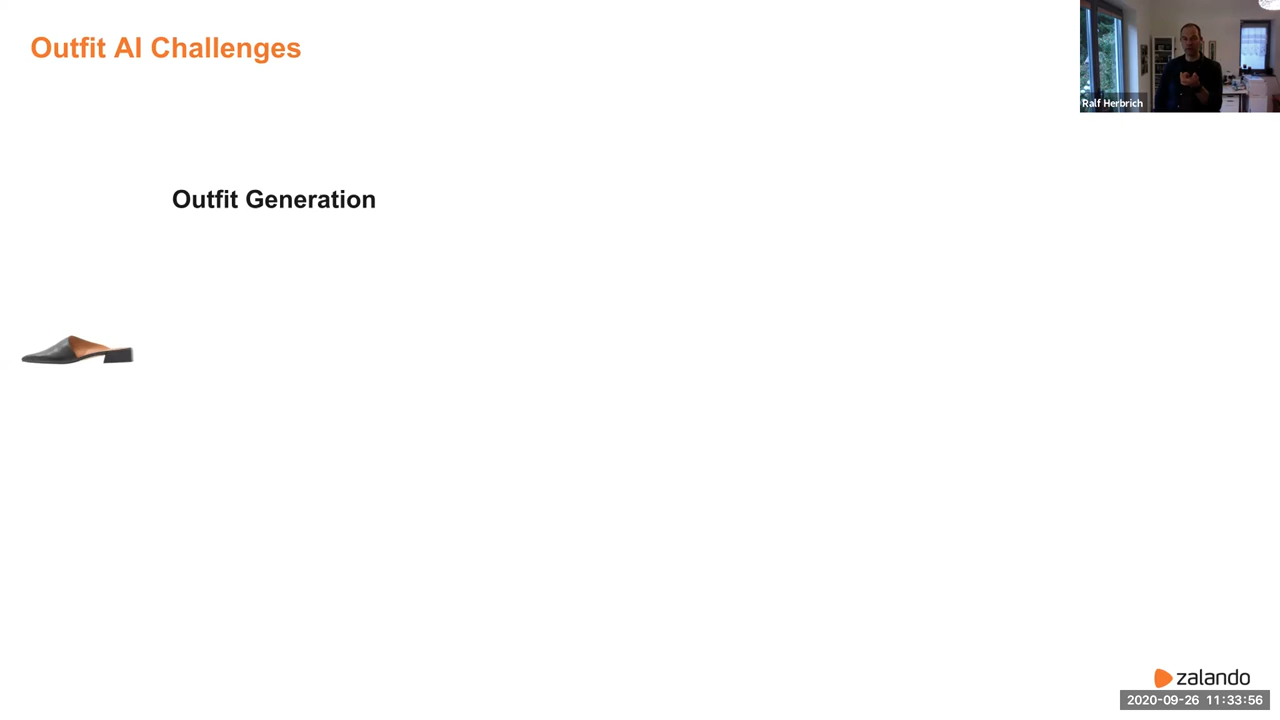 Outfit AI Challenges
Ralf Herbrich
Outfit Generation
zalando
2020-09-26 11:33:56